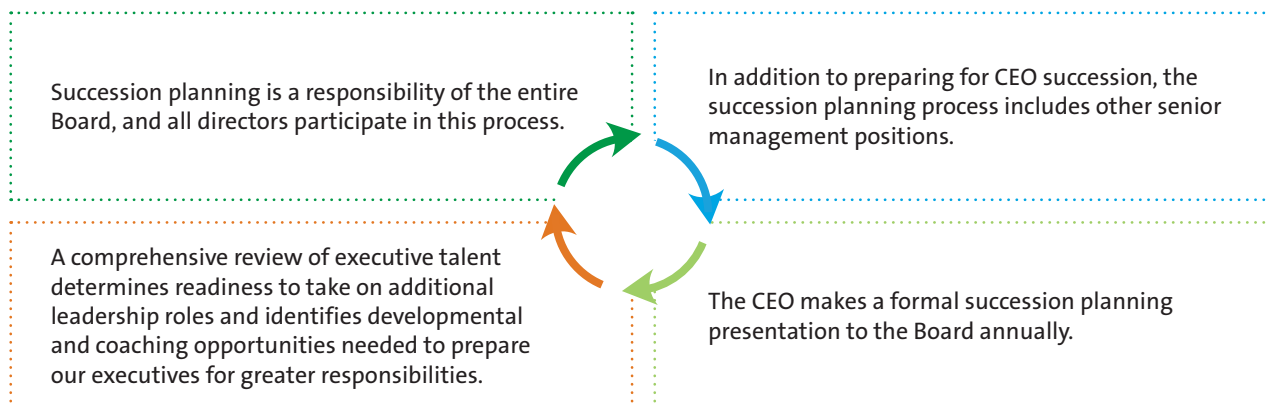 Succession planning is a responsibility of the entire
Board, and all directors participate in this process.
In addition to preparing for CEO succession, the
succession planning process includes other senior
management positions.
A comprehensive review of executive talent
determines readiness to take on additional
leadership roles and identifies developmental
and coaching opportunities needed to prepare
our executives for greater responsibilities.
The CEO makes a formal succession planning
presentation to the Board annually.